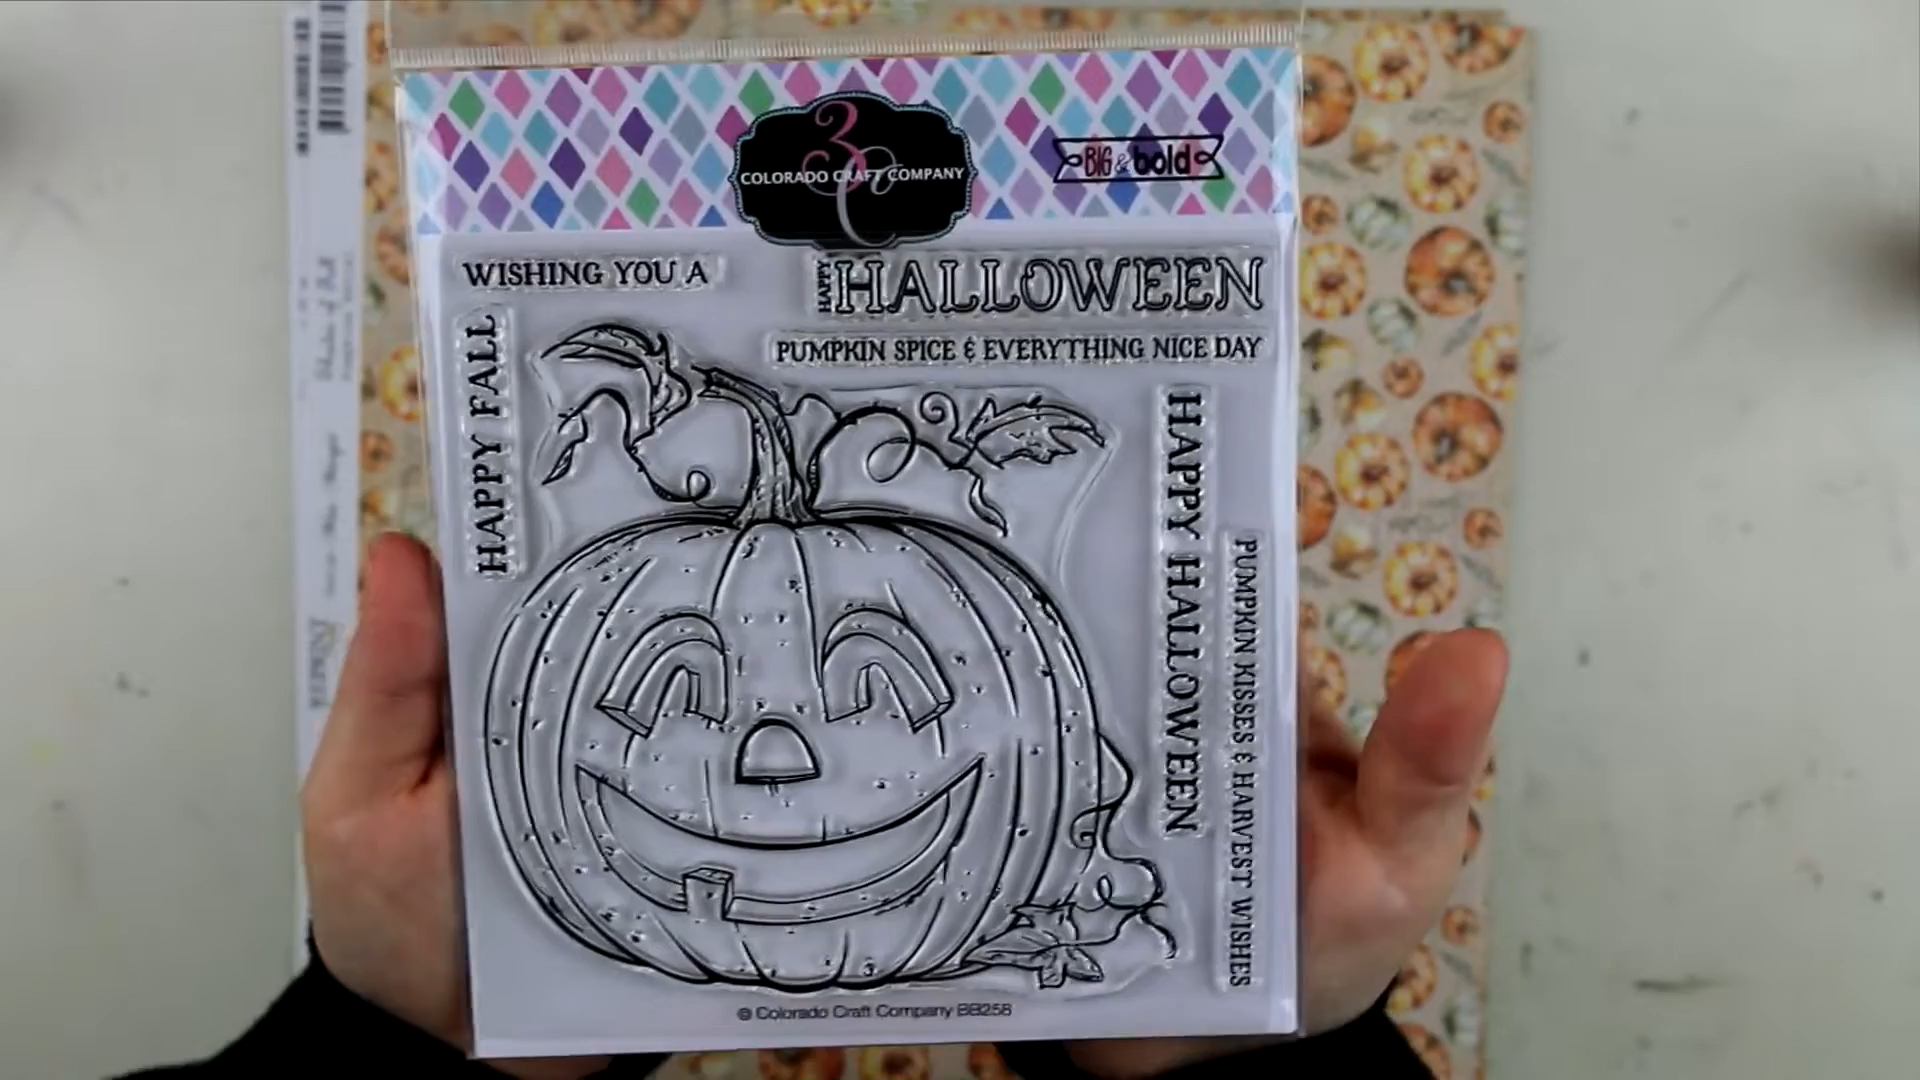 3C
COLORADO CRAFT COMPANY
BIG & bold
WISHING YOU A
HAPPY
HALLOWEEN
PUMPKIN SPICE & EVERYTHING NICE DAY
HAPPY FALL
HAPPY HALLOWEEN
PUMPKIN KISSES & HARVEST WISHES
© Colorado Craft Company BB258